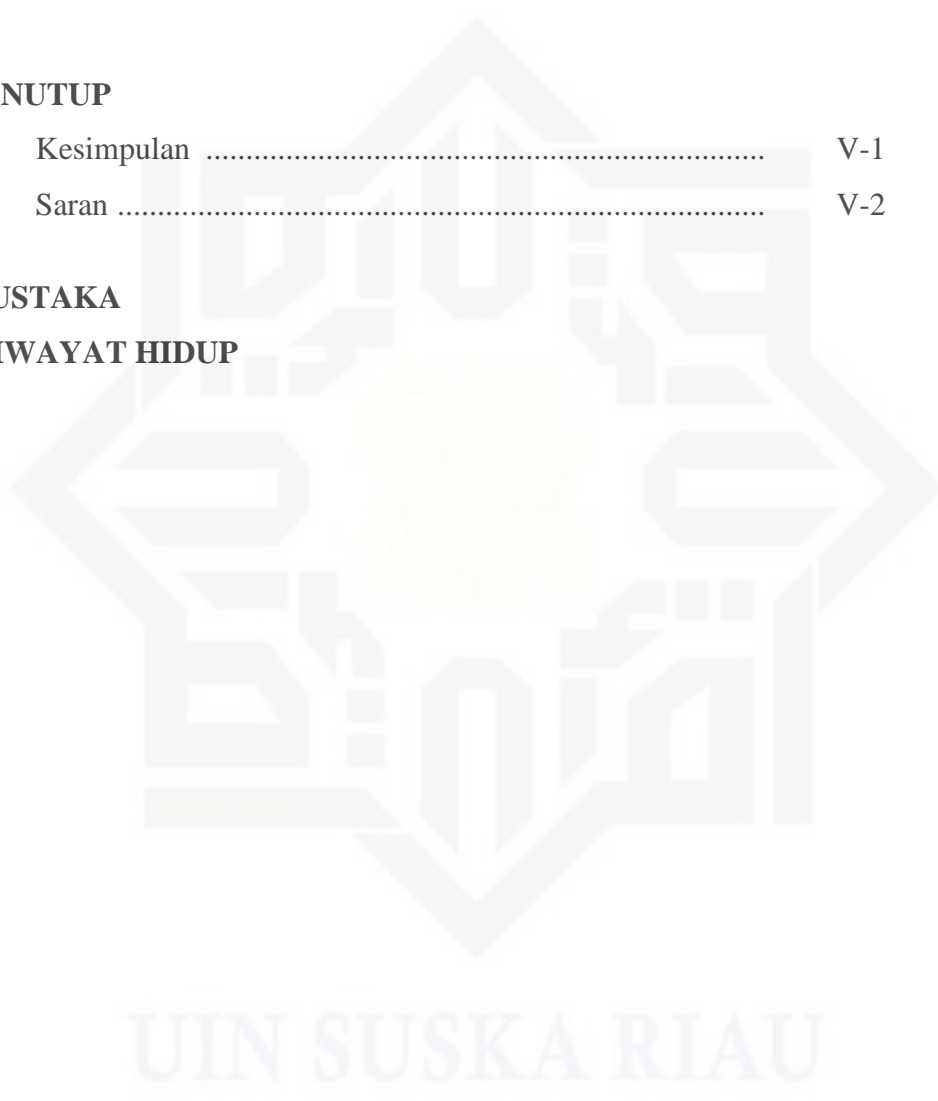 NUTUP
Kesimpulan ...................................................................... V-1
Saran ................................................................................. V-2
USTAKA
IWAYAT HIDUP
UIN SUSKA RIAU